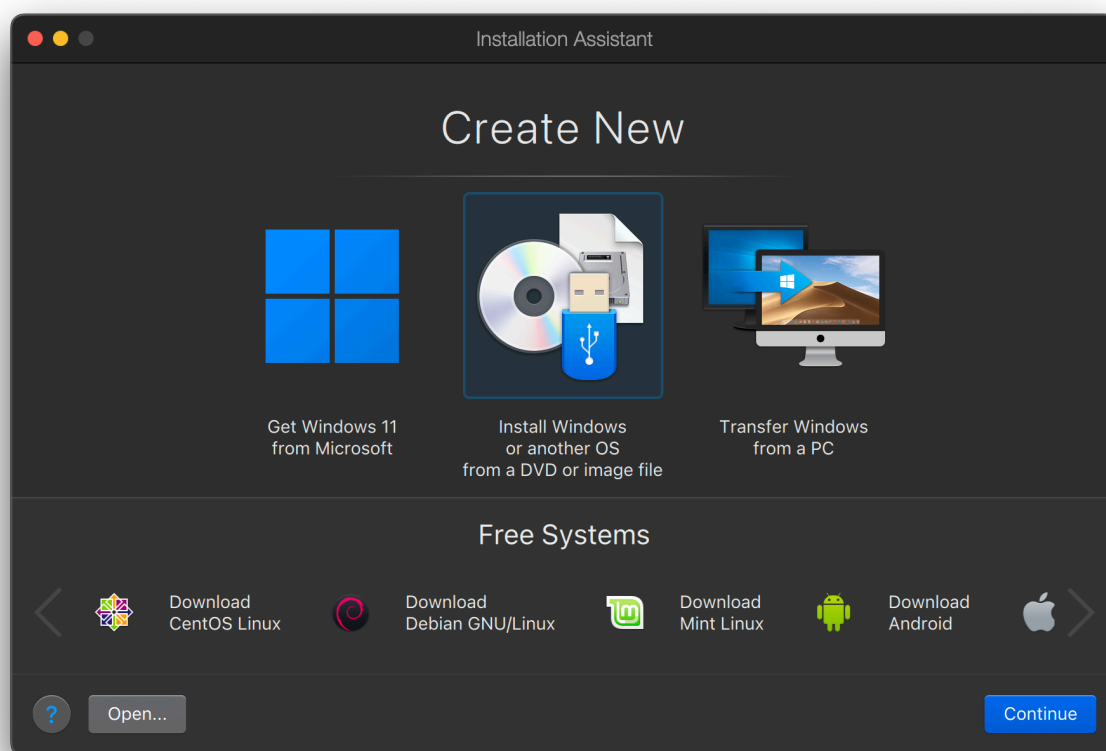 Installation Assistant
Create New
Get Windows 11
from Microsoft
Install Windows
or another OS
from a DVD or image file
Transfer Windows
from a PC
Free Systems
Download
CentOS Linux
Download
Debian GNU/Linux
Download
Mint Linux
Download
Android
?
Open...
Continue